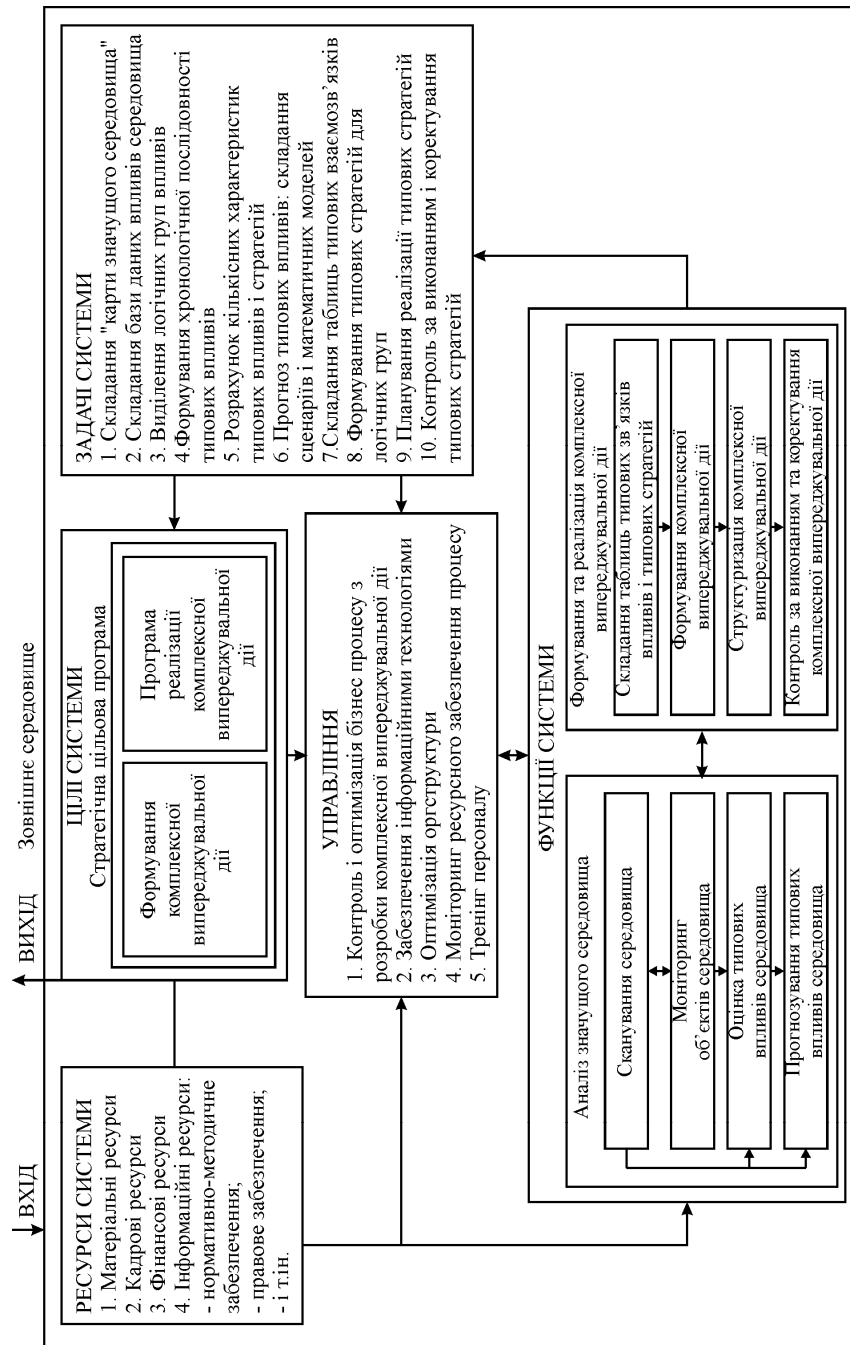 ВХІД
ВИХІД
Зовнішнє середовище
РЕСУРСИ СИСТЕМИ
1. Матеріальні ресурси
2. Кадрові ресурси
3. Фінансові ресурси
4. Інформаційні ресурси:
- нормативно-методичне
забезпечення;
- правове забезпечення;
- і т.ін.
ЦІЛІ СИСТЕМИ
Стратегічна цільова програма
Формування
комплексної
випереджувальної
дії
Програма
реалізації
комплексної
випереджувальної
дії
ЗАДАЧІ СИСТЕМИ
1. Складання "карти значущого середовища"
2. Складання бази даних впливів середовища
3. Виділення логічних груп впливів
4.Формування хронологічної послідовності
типових впливів
5. Розрахунок кількісних характеристик
типових впливів і стратегій
6. Прогноз типових впливів: складання
сценаріїв і математичних моделей
7.Складання таблиць типових взаємозв’язків
8. Формування типових стратегій для
логічних груп
9. Планування реалізації типових стратегій
10. Контроль за виконанням і коректування
типових стратегій
УПРАВЛІННЯ
1. Контроль і оптимізація бізнес процесу з
розробки комплексної випереджувальної дії
2. Забезпечення інформаційними технологіями
3. Оптимізація оргструктури
4. Моніторинг ресурсного забезпечення процесу
5. Тренінг персоналу
ФУНКЦІЇ СИСТЕМИ
Аналіз значущого середовища
Сканування середовища
Моніторинг
об’єктів середовища
Оцінка типових
впливів середовища
Прогнозування типових
впливів середовища
Формування та реалізація комплексної
випереджувальної дії
Складання таблиць типових зв’язків
впливів і типових стратегій
Формування комплексної
випереджувальної дії
Структуризація комплексної
випереджувальної дії
Контроль за виконанням та коректування
комплексної випереджувальної дії